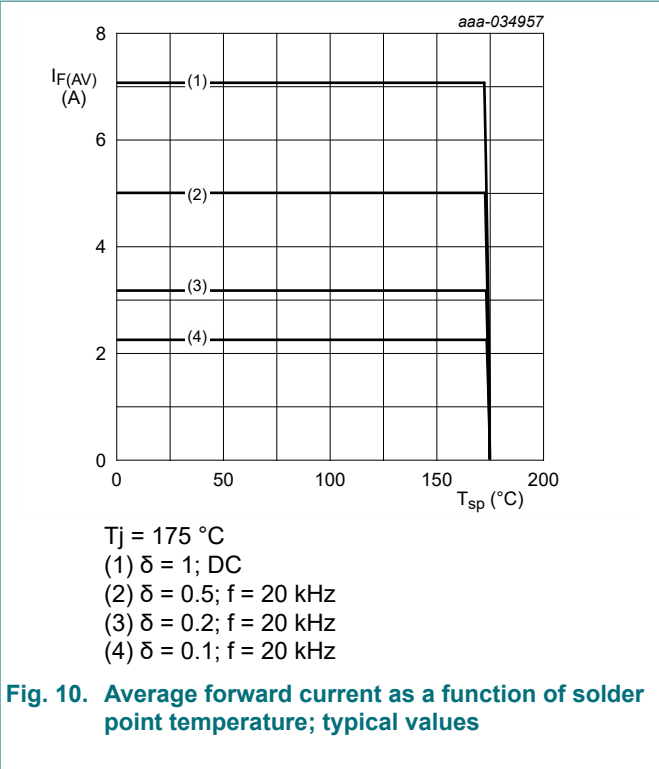 aaa-034957
8
IF(AV)
(A)
(1)
6
(2)
4
(3)
(4)
2
0
0 50 100 150 200
Tsp (°C)
Tj = 175 °C
(1) δ = 1; DC
(2) δ = 0.5; f = 20 kHz
(3) δ = 0.2; f = 20 kHz
(4) δ = 0.1; f = 20 kHz
Fig. 10. Average forward current as a function of solder
point temperature; typical values